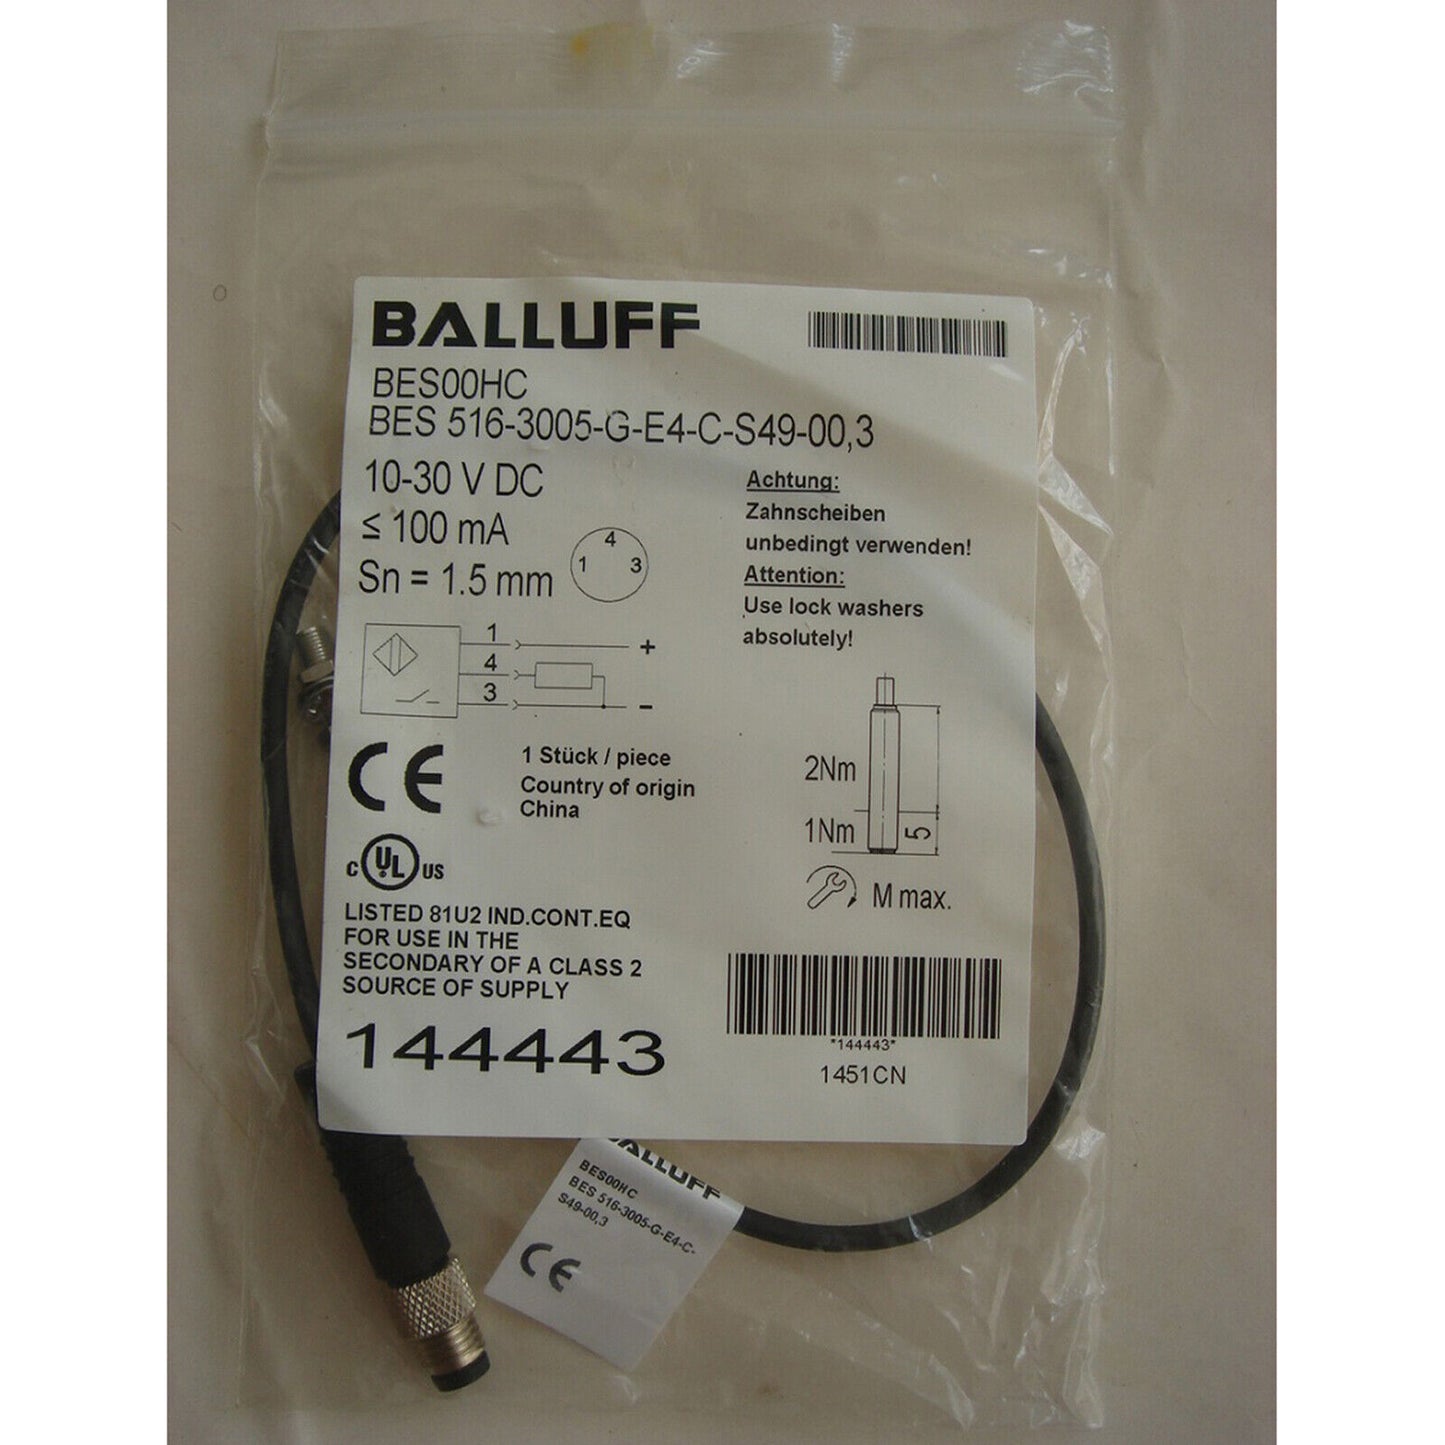 BALLUFF
BES00HC
BES 516-3005-G-E4-C-S49-00,3
10-30 V DC
≤ 100 mA
Sn = 1.5 mm
4
1 3
Achtung:
Zahnscheiben
unbedingt verwenden!
Attention:
Use lock washers
absolutely!
1 +
4
3 -
2Nm
1Nm 5
M max.
CE
1 Stück / piece
Country of origin
China
c UL US
LISTED 81U2 IND.CONT.EQ
FOR USE IN THE
SECONDARY OF A CLASS 2
SOURCE OF SUPPLY
144443
*144443*
1451CN
BALLUFF
BES00HC
BES 516-3005-G-E4-C-
S49-00,3
CE